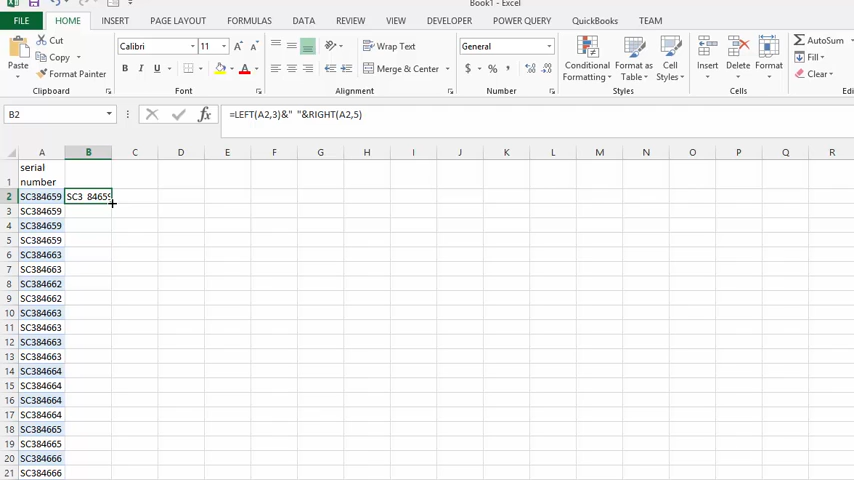 Book1 - Excel
FILE HOME INSERT PAGE LAYOUT FORMULAS DATA REVIEW VIEW DEVELOPER POWER QUERY QuickBooks TEAM
Cut Calibri 11 Wrap Text General AutoSum
Copy Fill
Format Painter Merge & Center Clear
Paste Conditional Formatting Format as Table Cell Styles Insert Delete Format
Clipboard Font Alignment Number Styles Cells
B2 =LEFT(A2,3)&"  "&RIGHT(A2,5)
A B C D E F G H I J K L M N O P Q R
serial
1 number
2 SC384659 SC3  84659
3 SC384659
4 SC384659
5 SC384659
6 SC384663
7 SC384663
8 SC384662
9 SC384662
10 SC384663
11 SC384663
12 SC384663
13 SC384663
14 SC384664
15 SC384664
16 SC384664
17 SC384664
18 SC384665
19 SC384665
20 SC384666
21 SC384666